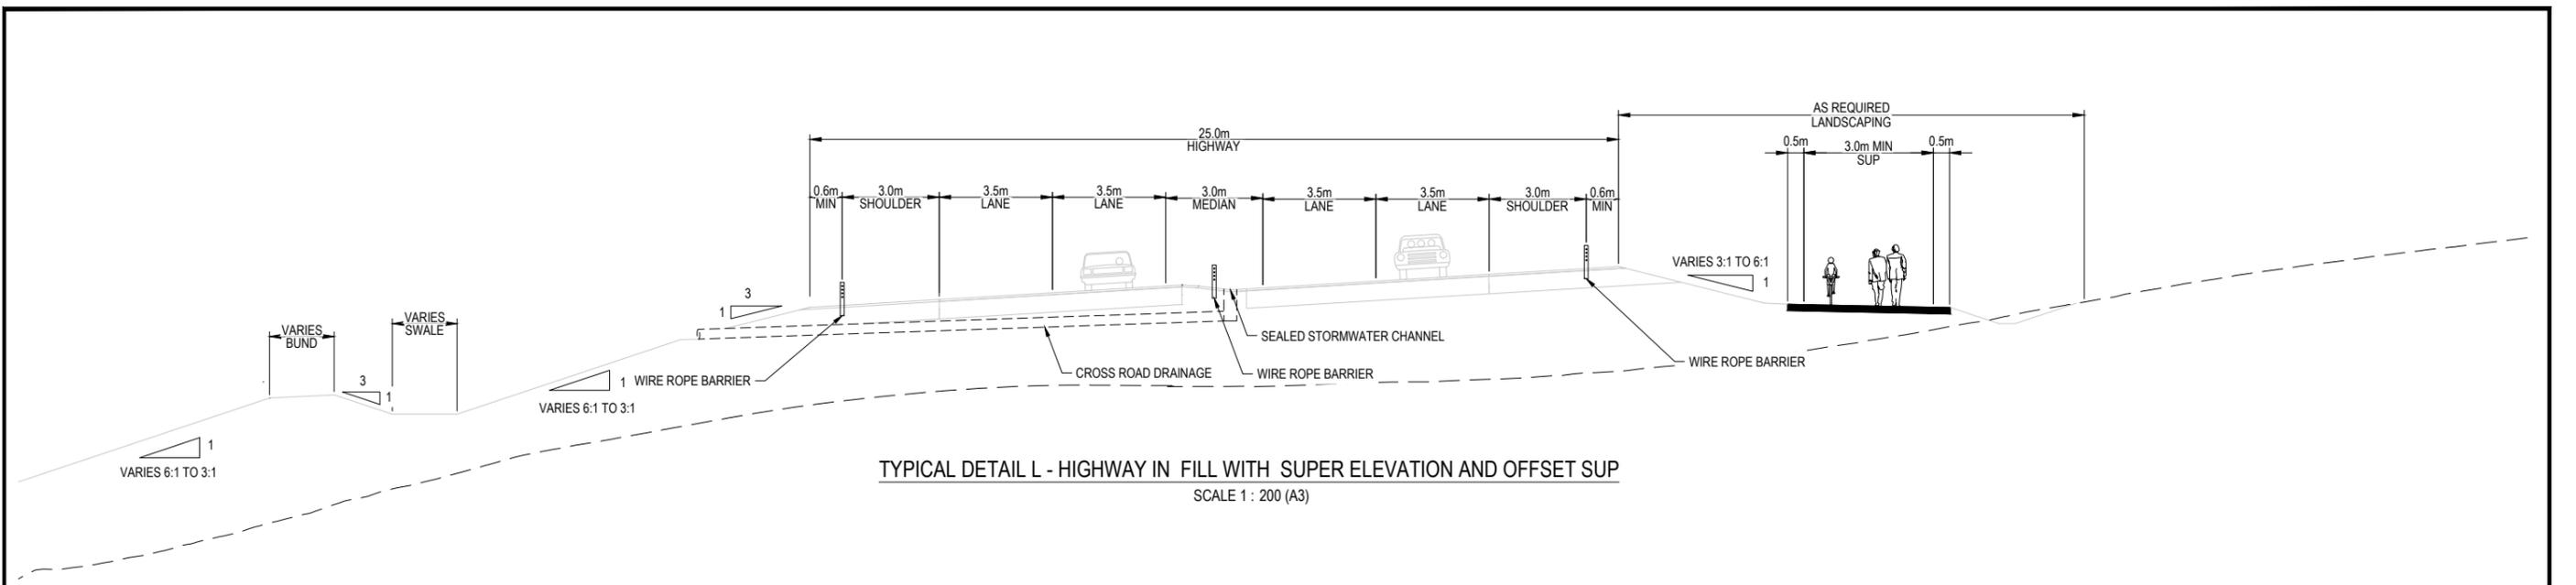 AS REQUIRED
LANDSCAPING
25.0m
HIGHWAY
0.5m
3.0m MIN
SUP
0.5m
0.6m
MIN
3.0m
SHOULDER
3.5m
LANE
3.5m
LANE
3.0m
MEDIAN
3.5m
LANE
3.5m
LANE
3.0m
SHOULDER
0.6m
MIN
VARIES 3:1 TO 6:1
1
3
1
VARIES
SWALE
VARIES
BUND
3
1
1
VARIES 6:1 TO 3:1
WIRE ROPE BARRIER
CROSS ROAD DRAINAGE
SEALED STORMWATER CHANNEL
WIRE ROPE BARRIER
WIRE ROPE BARRIER
1
VARIES 6:1 TO 3:1
TYPICAL DETAIL L - HIGHWAY IN FILL WITH SUPER ELEVATION AND OFFSET SUP
SCALE 1 : 200 (A3)